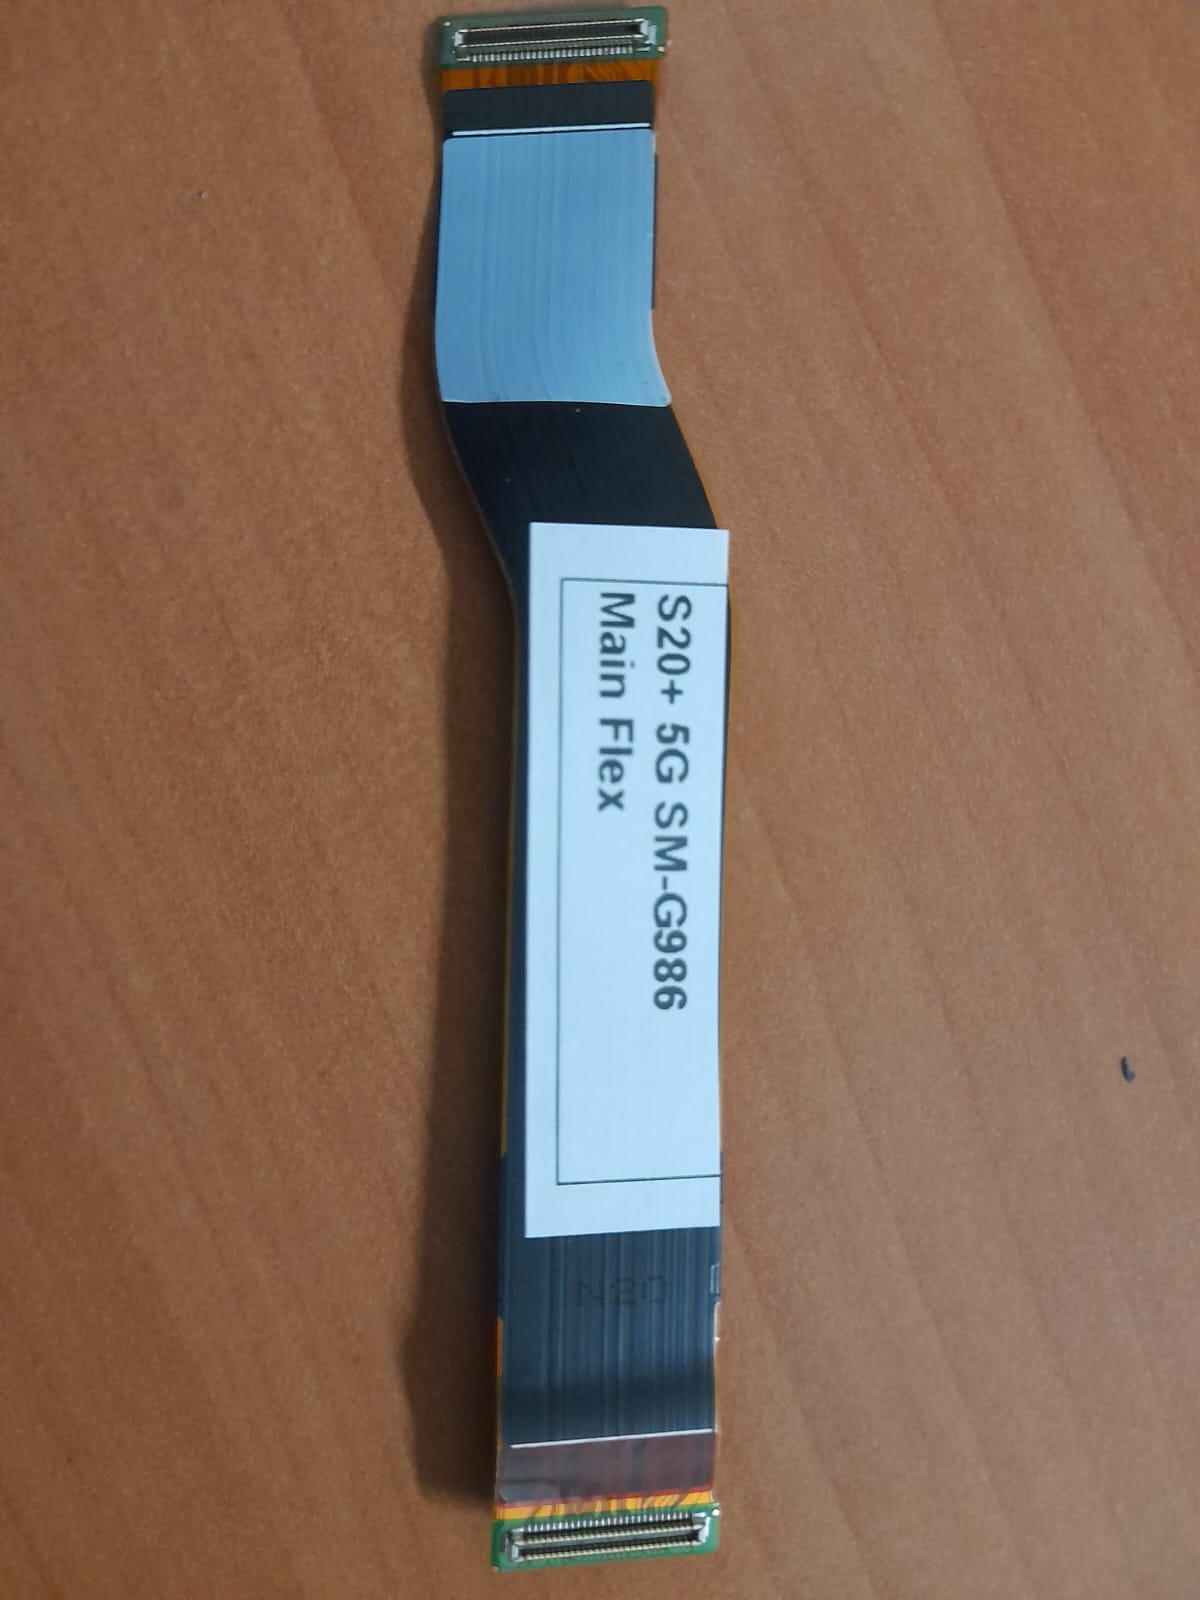 S20+ 5G SM-G986
Main Flex